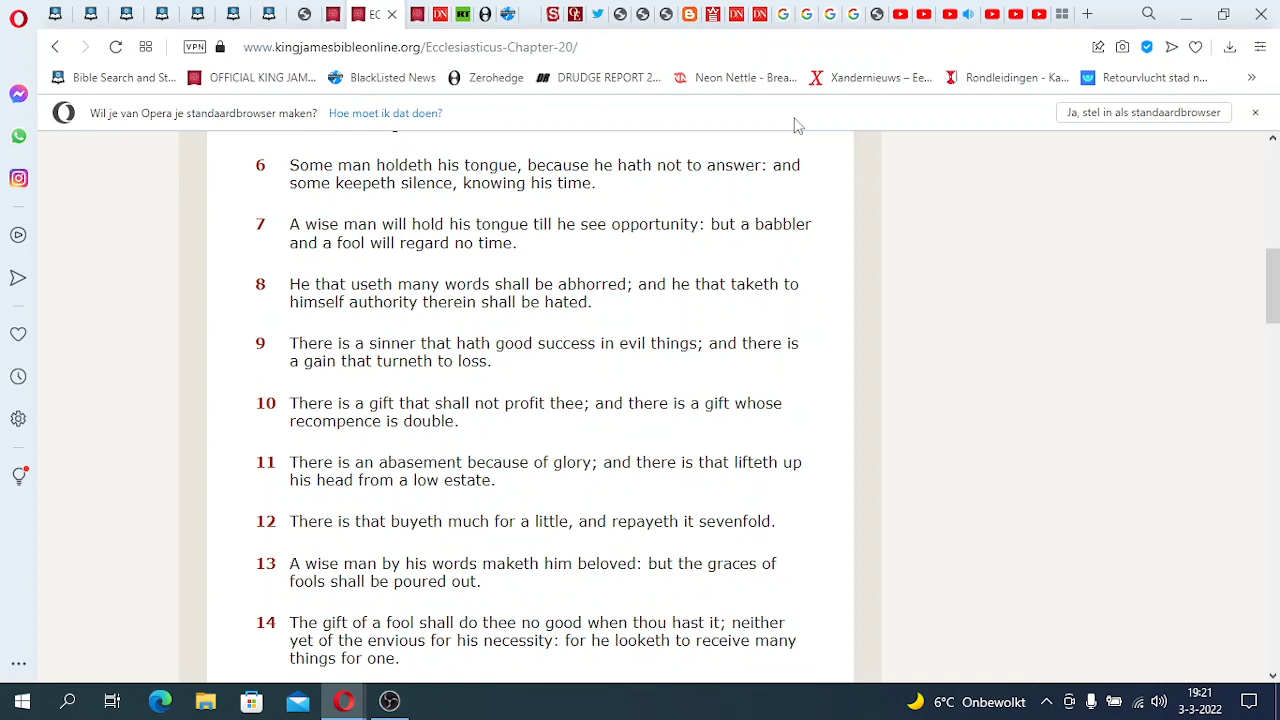 EC
DN
RT
DN
DN
VPN
www.kingjamesbibleonline.org/Ecclesiasticus-Chapter-20/
Bible Search and St...
OFFICIAL KING JAM...
BlackListed News
Zerohedge
DR DRUDGE REPORT 2...
Neon Nettle - Brea...
X Xandernieuws – Ee...
Rondleidingen - Ka...
Retourvlucht stad n...
Wil je van Opera je standaardbrowser maken? Hoe moet ik dat doen?
Ja, stel in als standaardbrowser
6 Some man holdeth his tongue, because he hath not to answer: and
some keepeth silence, knowing his time.
7 A wise man will hold his tongue till he see opportunity: but a babbler
and a fool will regard no time.
8 He that useth many words shall be abhorred; and he that taketh to
himself authority therein shall be hated.
9 There is a sinner that hath good success in evil things; and there is
a gain that turneth to loss.
10 There is a gift that shall not profit thee; and there is a gift whose
recompence is double.
11 There is an abasement because of glory; and there is that lifteth up
his head from a low estate.
12 There is that buyeth much for a little, and repayeth it sevenfold.
13 A wise man by his words maketh him beloved: but the graces of
fools shall be poured out.
14 The gift of a fool shall do thee no good when thou hast it; neither
yet of the envious for his necessity: for he looketh to receive many
things for one.
6°C Onbewolkt
19:21
3-3-2022